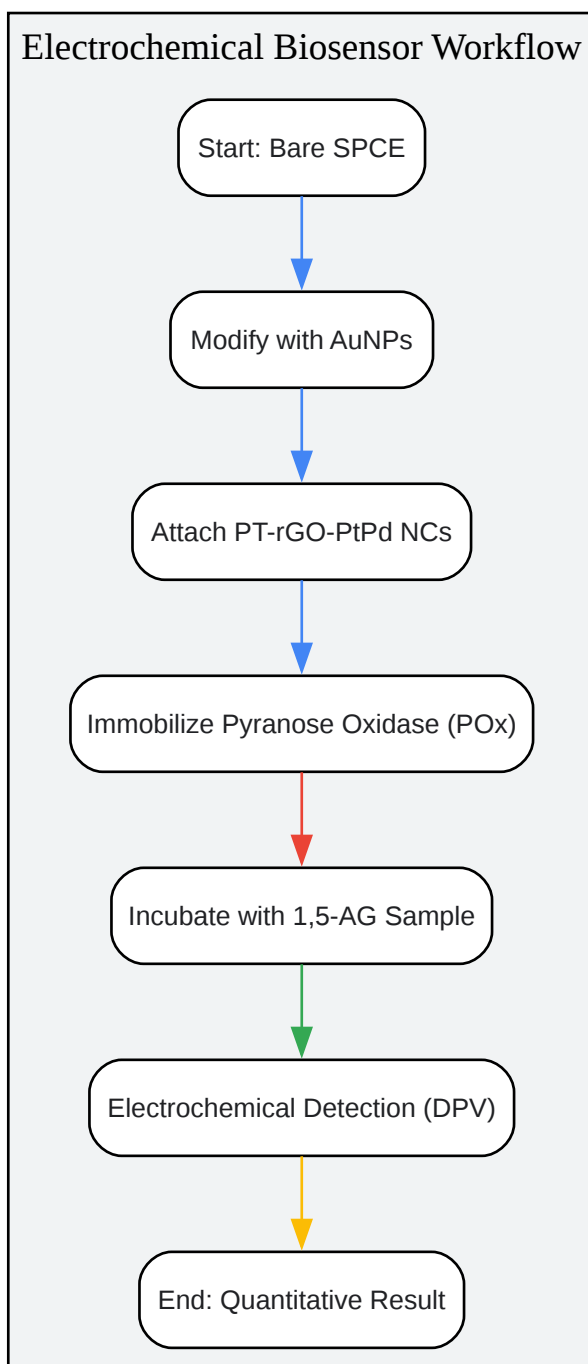 Electrochemical Biosensor Workflow
Start: Bare SPCE
Modify with AuNPs
Attach PT-rGO-PtPd NCs
Immobilize Pyranose Oxidase (POx)
Incubate with 1,5-AG Sample
Electrochemical Detection (DPV)
End: Quantitative Result